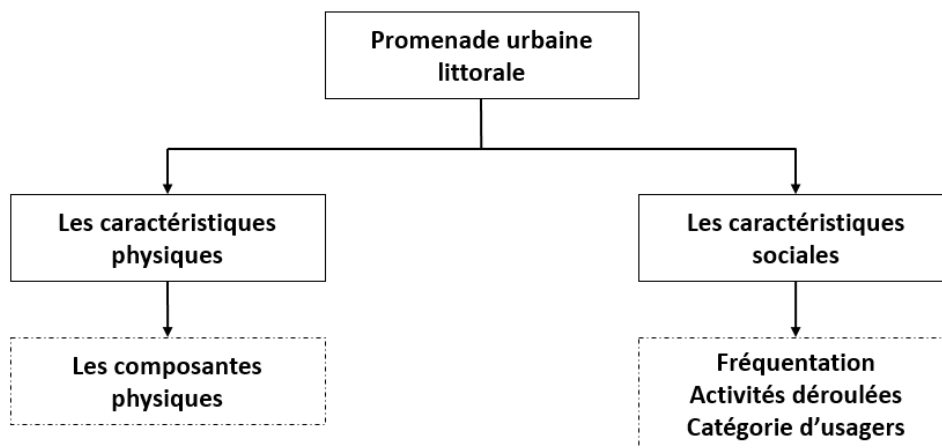 Promenade urbaine
littorale
Les caractéristiques
physiques
Les caractéristiques
sociales
Les composantes
physiques
Fréquentation
Activités déroulées
Catégorie d’usagers